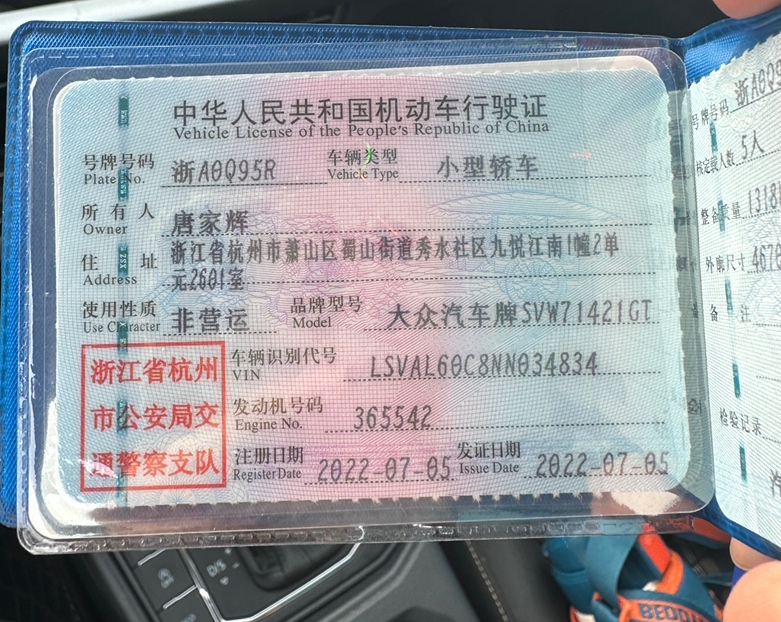 中华人民共和国机动车行驶证
Vehicle License of the People's Republic of China
号牌号码 浙A0Q95R 车辆类型 小型轿车
Plate No. Vehicle Type
所有人 唐家辉
Owner
住址 浙江省杭州市萧山区蜀山街道秀水社区九悦江南1幢2单
Address 元2601室
使用性质 非营运 品牌型号 大众汽车牌SVW71421GT
Use Character Model
浙江省杭州
市公安局交
通警察支队
车辆识别代号 LSVAL60C8NN034834
VIN
发动机号码 365542
Engine No.
注册日期 2022-07-05 发证日期 2022-07-05
Register Date Issue Date
号牌号码 浙A0Q9
核定载人数 5人
整备质量 1318
外廓尺寸 4678
备注
检验记录